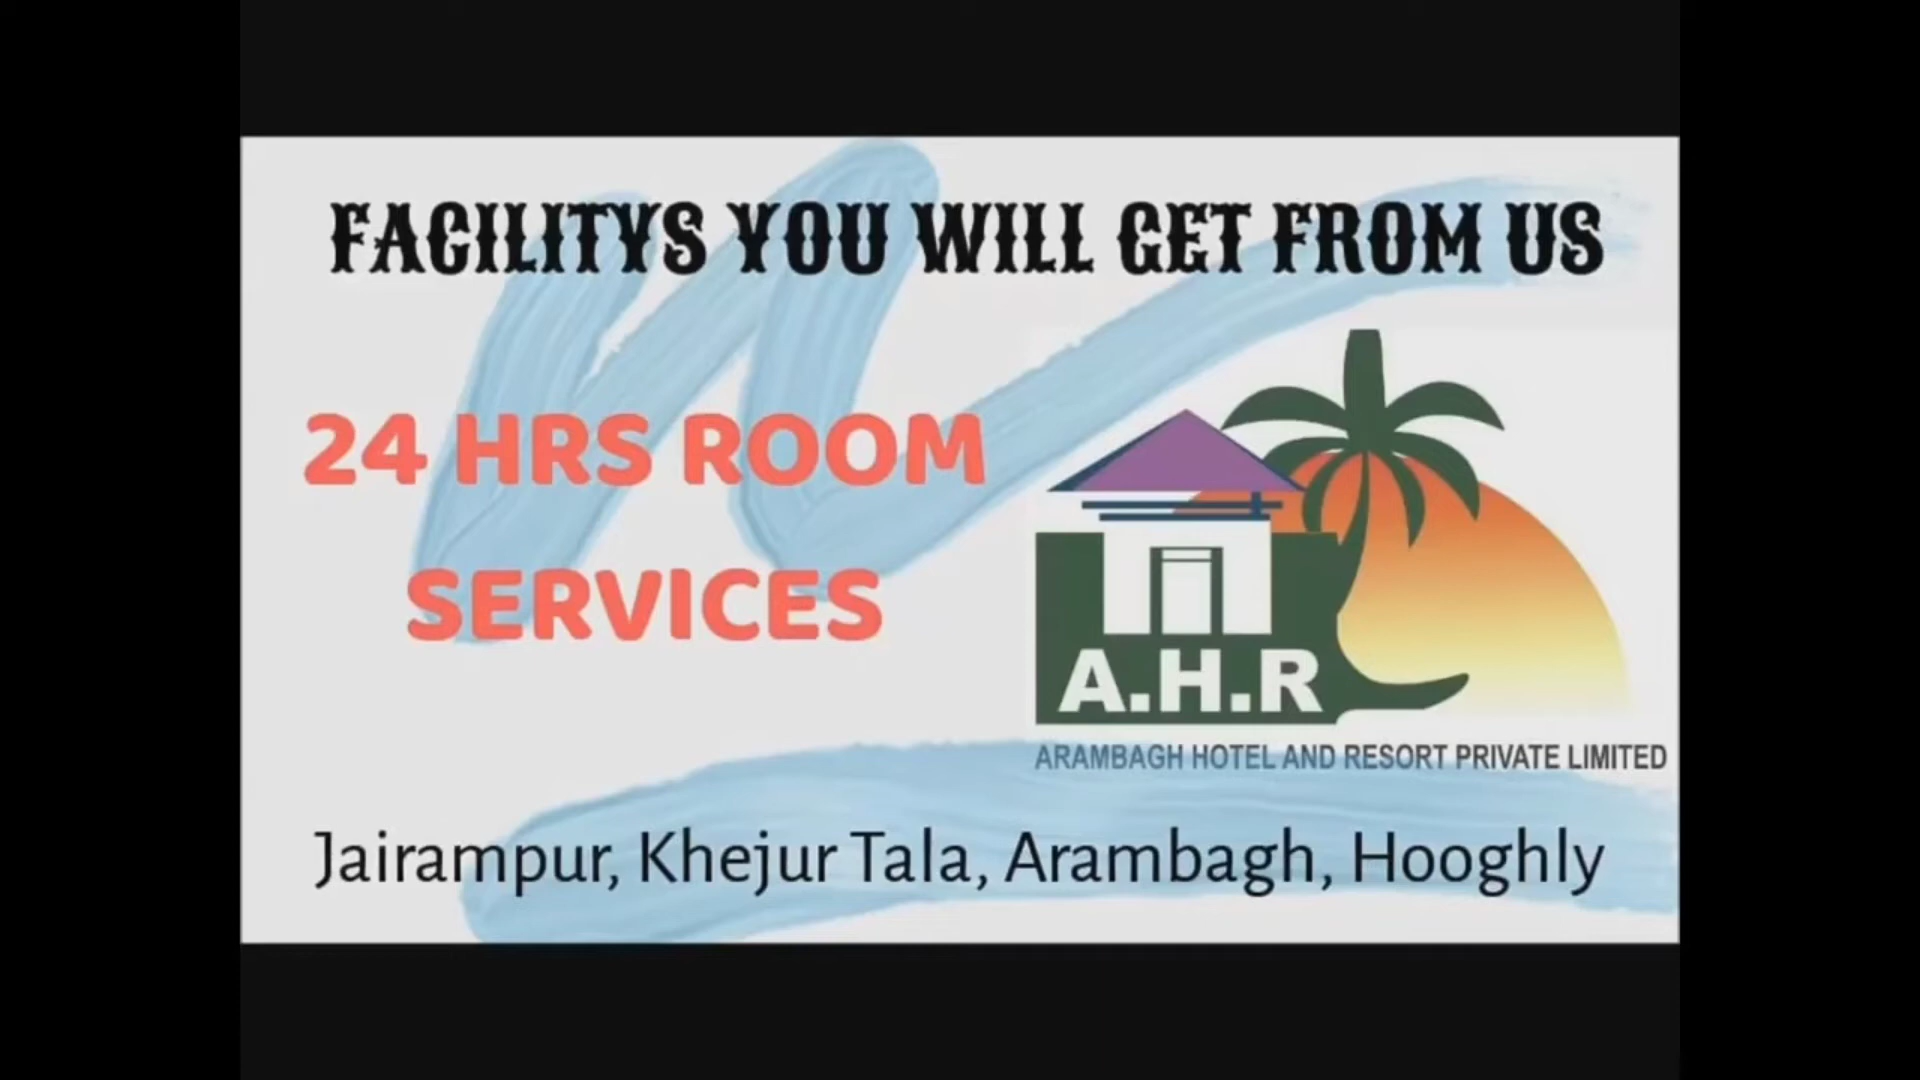 FACILITYS YOU WILL GET FROM US
24 HRS ROOM
SERVICES
A.H.R
ARAMBAGH HOTEL AND RESORT PRIVATE LIMITED
Jairampur, Khejur Tala, Arambagh, Hooghly